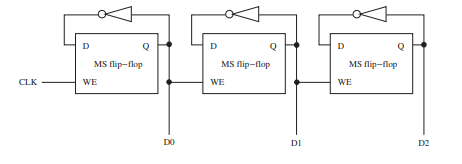 D Q D Q D Q
MS flip-flop MS flip-flop MS flip-flop
CLK WE WE WE
D0 D1 D2